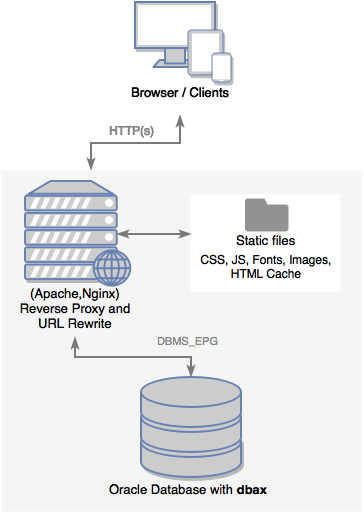 Browser / Clients
HTTP(s)
Static files
CSS, JS, Fonts, Images,
HTML Cache
(Apache,Nginx)
Reverse Proxy and
URL Rewrite
DBMS_EPG
Oracle Database with dbax